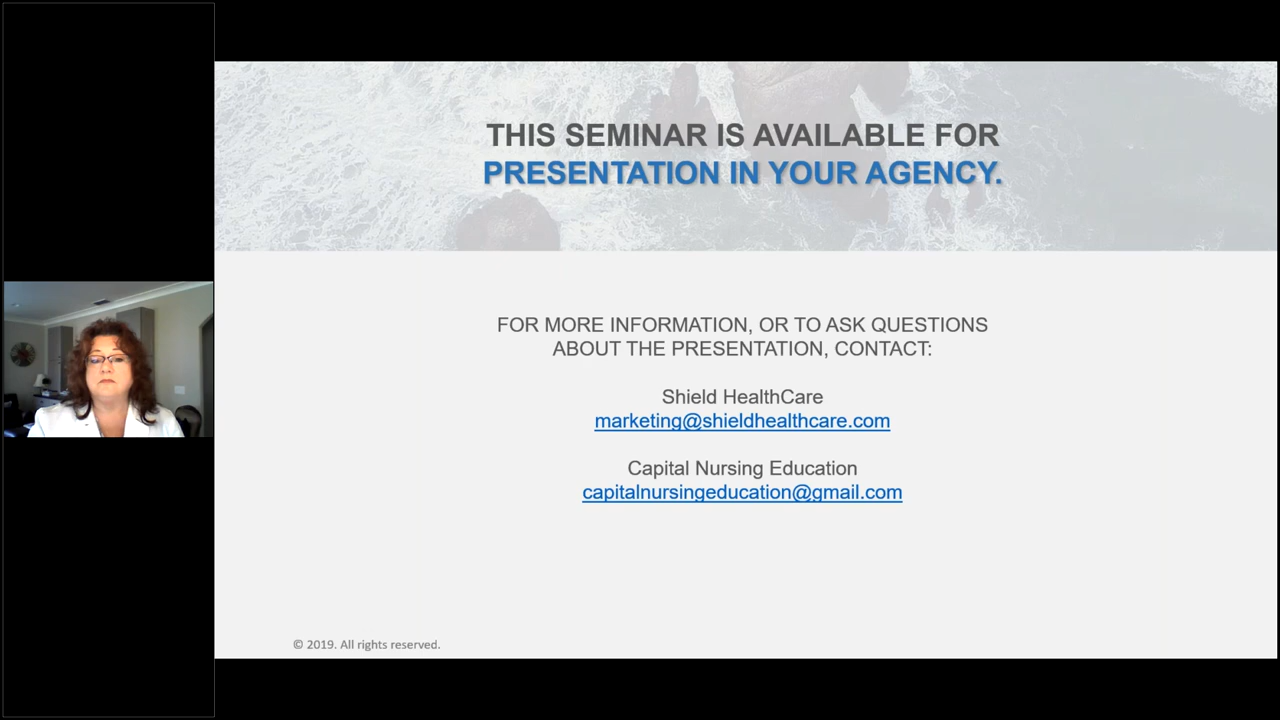 THIS SEMINAR IS AVAILABLE FOR
PRESENTATION IN YOUR AGENCY.
FOR MORE INFORMATION, OR TO ASK QUESTIONS
ABOUT THE PRESENTATION, CONTACT:
Shield HealthCare
marketing@shieldhealthcare.com
Capital Nursing Education
capitalnursingeducation@gmail.com
© 2019. All rights reserved.